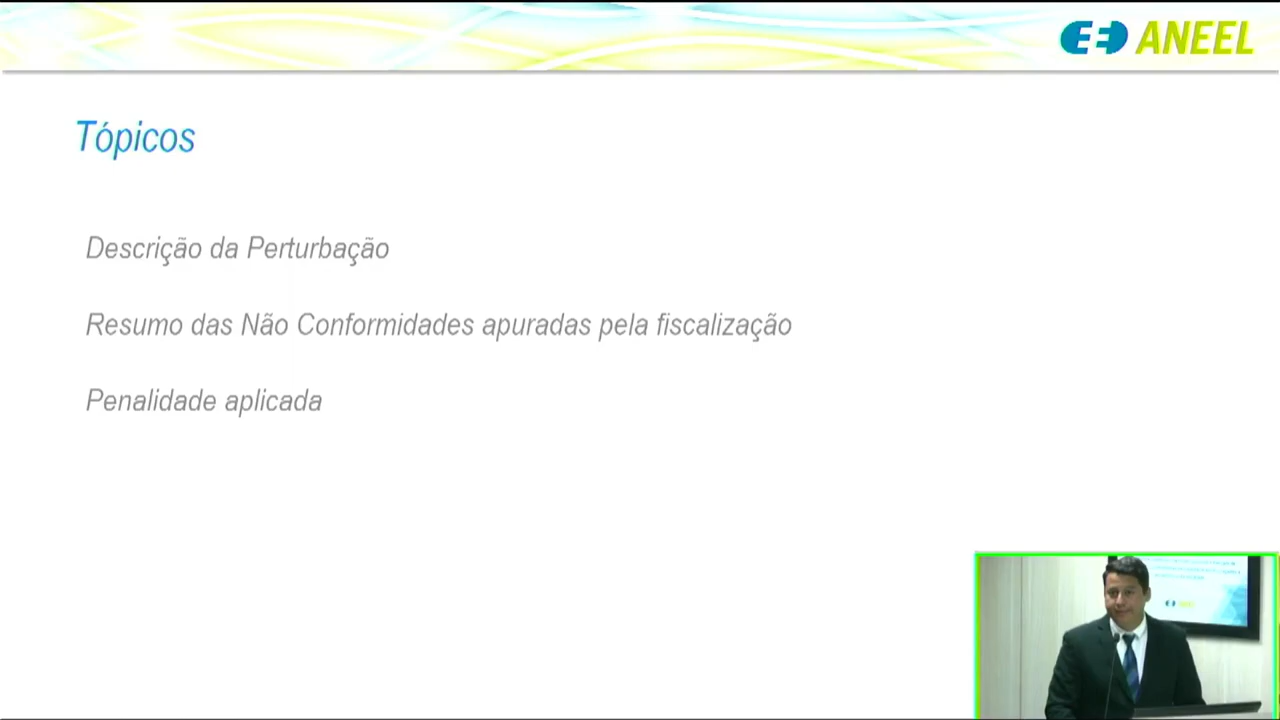 ANEEL
Tópicos
Descrição da Perturbação
Resumo das Não Conformidades apuradas pela fiscalização
Penalidade aplicada